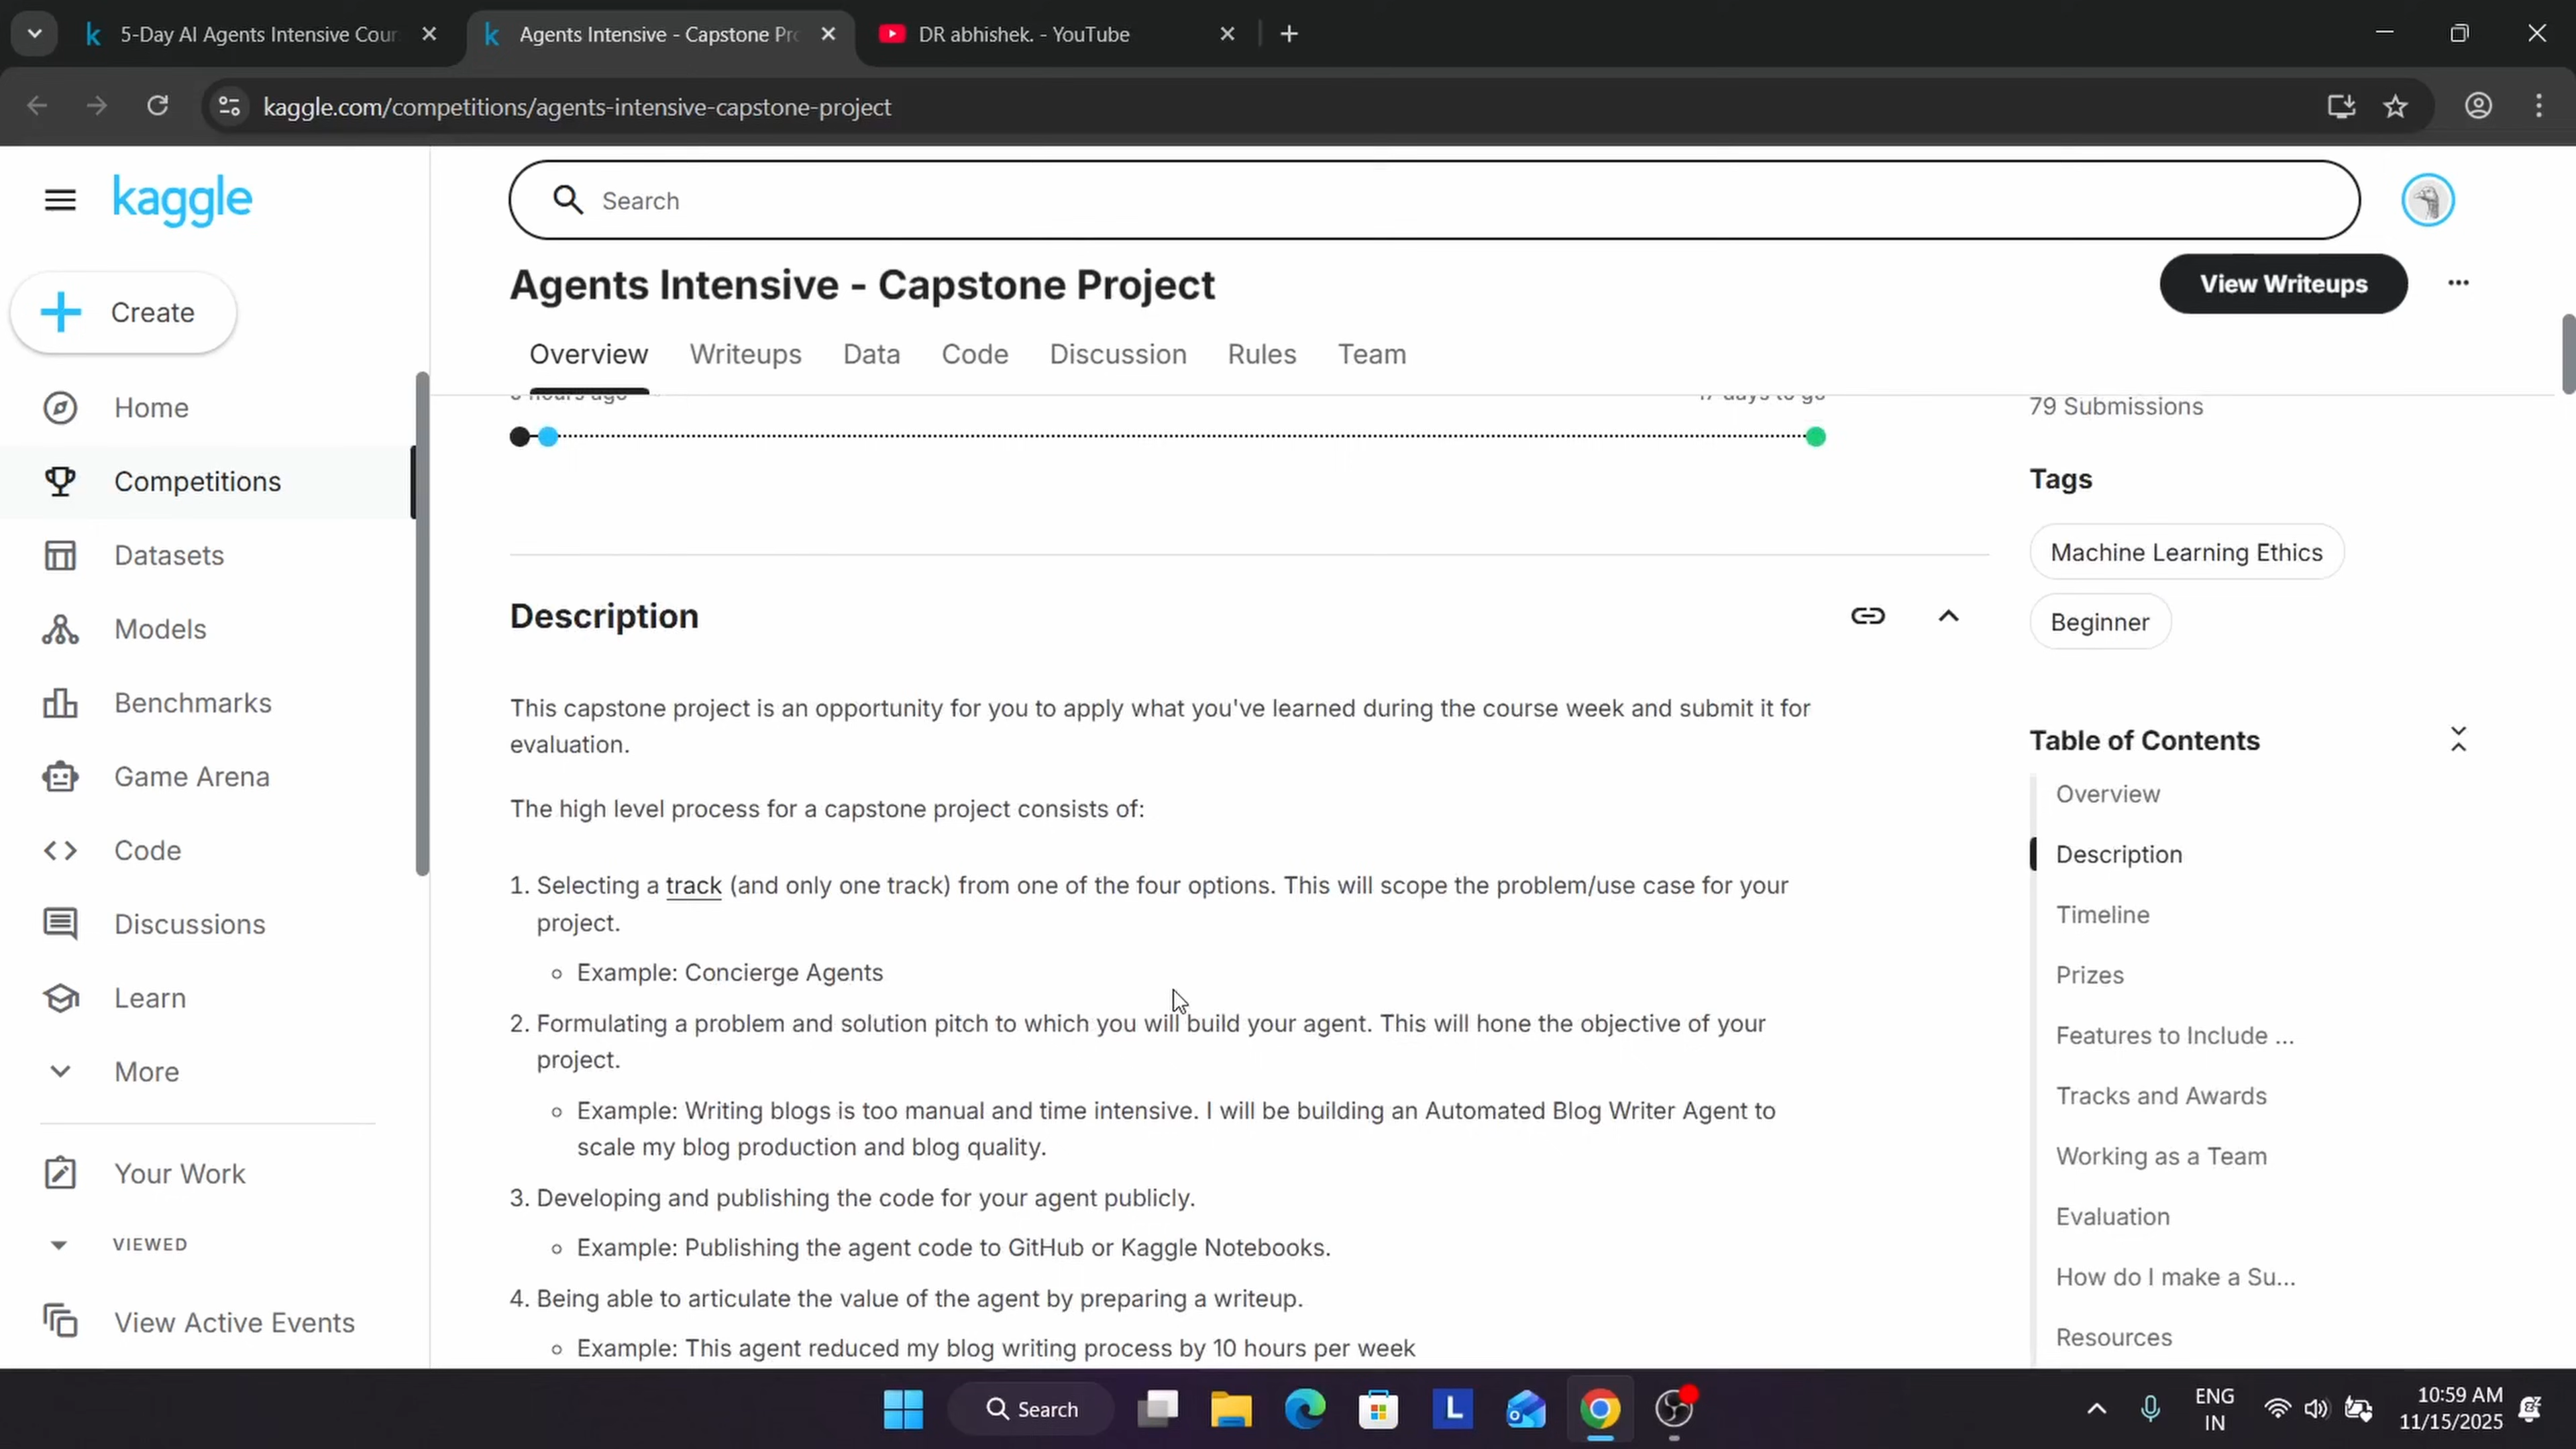 5-Day AI Agents Intensive Cour
Agents Intensive - Capstone Pro
DR abhishek. - YouTube
kaggle.com/competitions/agents-intensive-capstone-project
kaggle
Search
Create
Agents Intensive - Capstone Project
View Writeups
Overview
Writeups
Data
Code
Discussion
Rules
Team
Home
Competitions
Datasets
Models
Benchmarks
Game Arena
Code
Discussions
Learn
More
Your Work
VIEWED
View Active Events
hours ago
17 days to go
Description
This capstone project is an opportunity for you to apply what you've learned during the course week and submit it for
evaluation.
The high level process for a capstone project consists of:
1. Selecting a track (and only one track) from one of the four options. This will scope the problem/use case for your
project.
Example: Concierge Agents
2. Formulating a problem and solution pitch to which you will build your agent. This will hone the objective of your
project.
Example: Writing blogs is too manual and time intensive. I will be building an Automated Blog Writer Agent to
scale my blog production and blog quality.
3. Developing and publishing the code for your agent publicly.
Example: Publishing the agent code to GitHub or Kaggle Notebooks.
4. Being able to articulate the value of the agent by preparing a writeup.
Example: This agent reduced my blog writing process by 10 hours per week
79 Submissions
Tags
Machine Learning Ethics
Beginner
Table of Contents
Overview
Description
Timeline
Prizes
Features to Include ...
Tracks and Awards
Working as a Team
Evaluation
How do I make a Su...
Resources
Search
L
ENG
IN
10:59 AM
11/15/2025